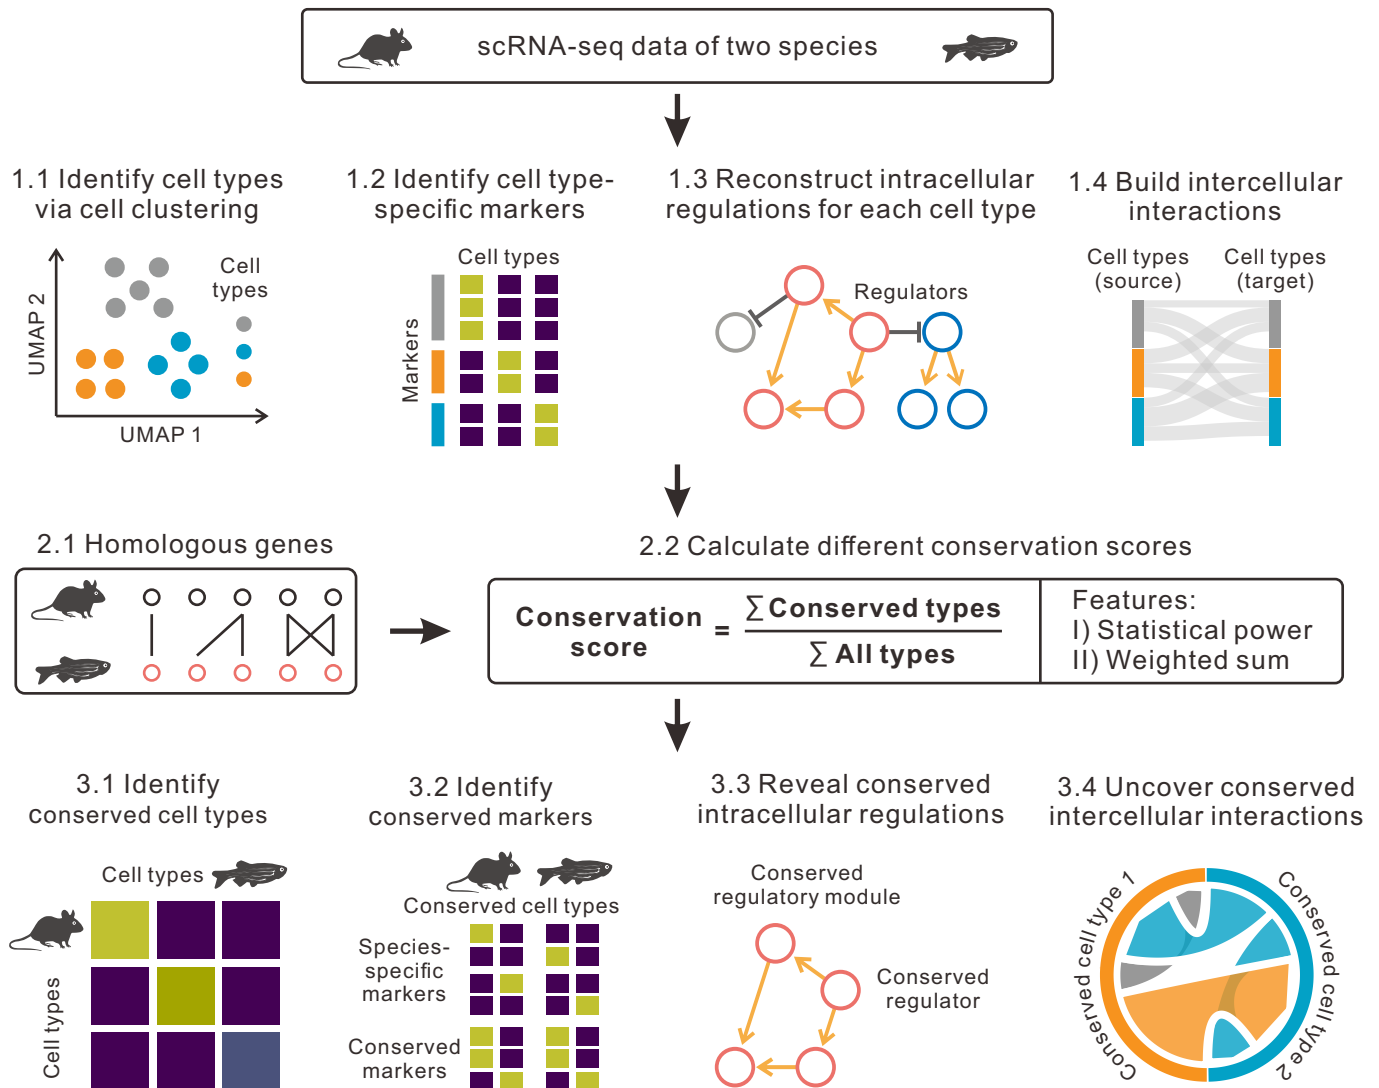 scRNA-seq data of two species
1.1 Identify cell types
via cell clustering
UMAP 2
UMAP 1
Cell
types
1.2 Identify cell type-
specific markers
Cell types
Markers
1.3 Reconstruct intracellular
regulations for each cell type
Regulators
1.4 Build intercellular
interactions
Cell types
(source)
Cell types
(target)
2.1 Homologous genes
2.2 Calculate different conservation scores
Conservation
score
=
∑ Conserved types
∑ All types
Features:
I) Statistical power
II) Weighted sum
3.1 Identify
conserved cell types
Cell types
Cell types
3.2 Identify
conserved markers
Conserved cell types
Species-
specific
markers
Conserved
markers
3.3 Reveal conserved
intracellular regulations
Conserved
regulatory module
Conserved
regulator
3.4 Uncover conserved
intercellular interactions
Conserved cell type 1
Conserved cell type 2